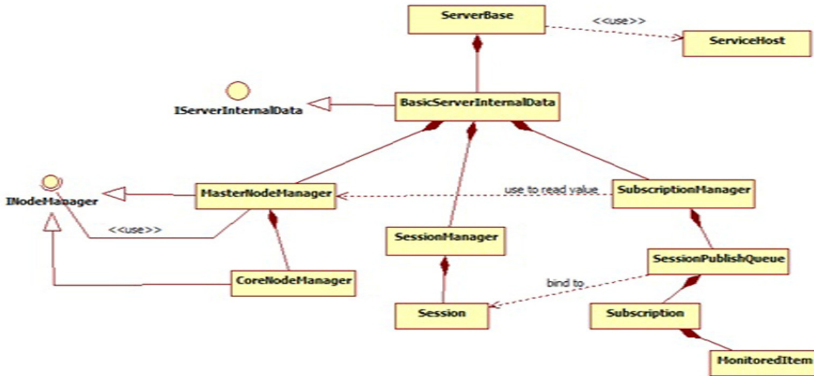 ServerBase
<<use>>
ServiceHost
IServerInternalData
BasicServerInternalData
INodeManager
MasterNodeManager
use to read value
SubscriptionManager
<<use>>
SessionManager
SessionPublishQueue
CoreNodeManager
bind to
Session
Subscription
MonitoredItem